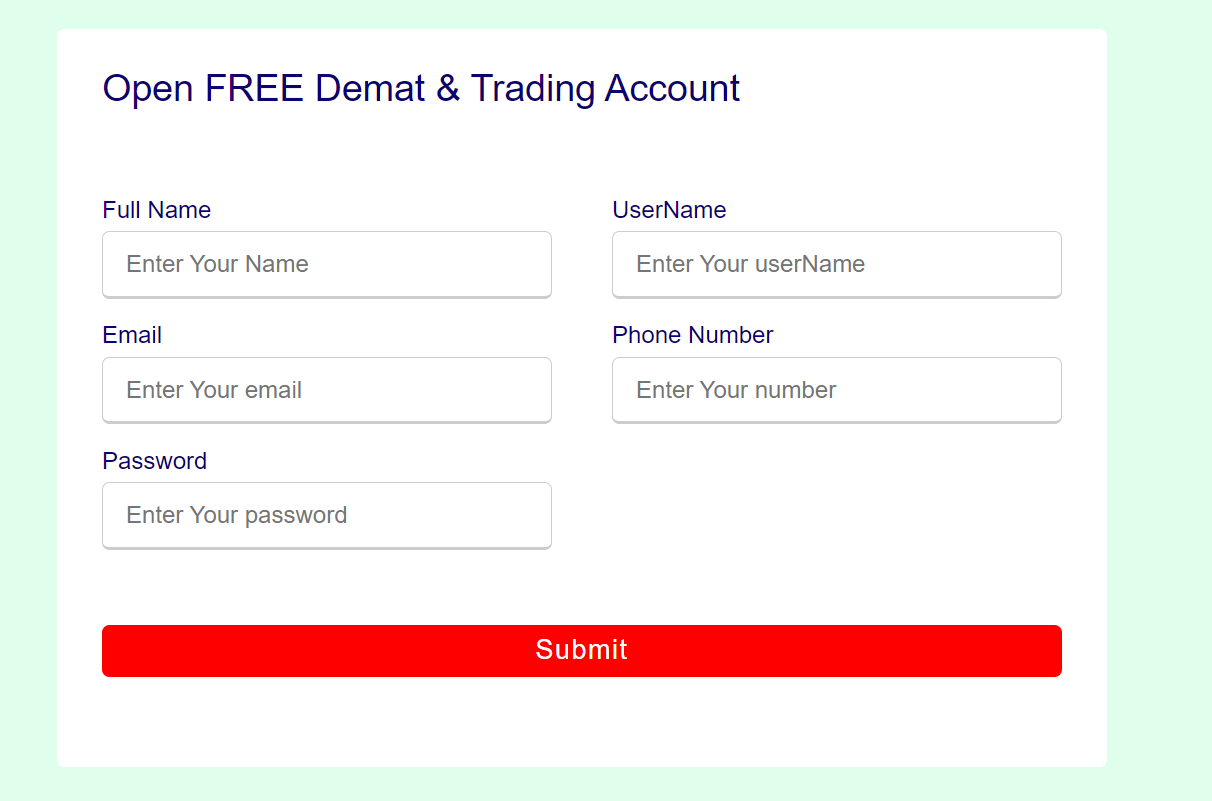 Open FREE Demat & Trading Account
Full Name
UserName
Enter Your Name
Enter Your userName
Email
Phone Number
Enter Your email
Enter Your number
Password
Enter Your password
Submit